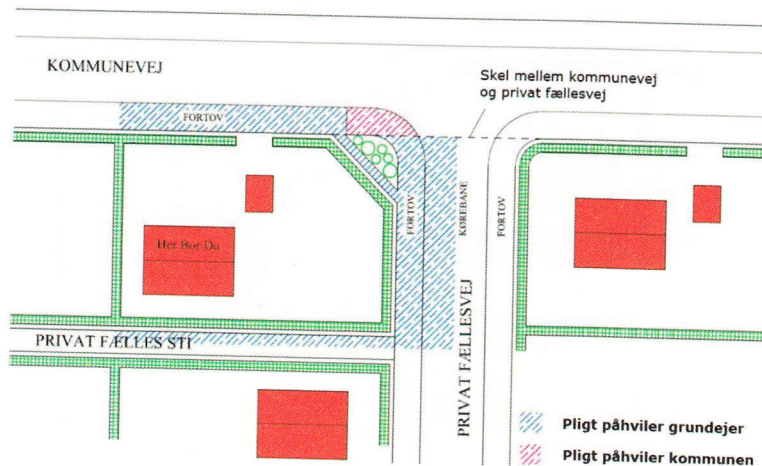 KOMMUNEVEJ
Skel mellem kommunevej
og privat fællesvej
FORTOV
FORTOV
KØREBANE
FORTOV
Her Bor Du
PRIVAT FÆLLES STI
PRIVAT FÆLLESVEJ
Pligt påhviler grundejer
Pligt påhviler kommunen